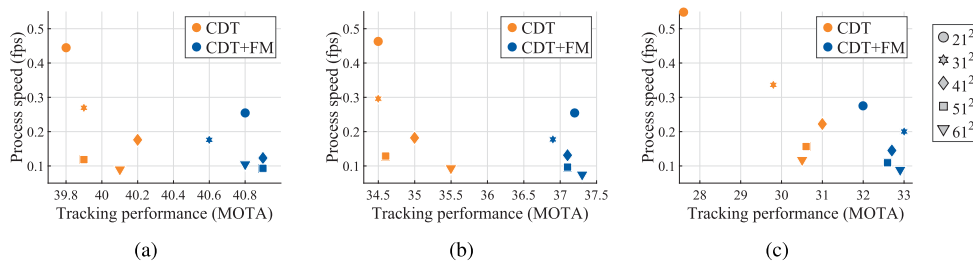 CDT
CDT+FM
Process speed (fps)
0.5
0.4
0.3
0.2
0.1
39.8 40 40.2 40.4 40.6 40.8
Tracking performance (MOTA)
(a)
CDT
CDT+FM
Process speed (fps)
0.5
0.4
0.3
0.2
0.1
34.5 35 35.5 36 36.5 37 37.5
Tracking performance (MOTA)
(b)
CDT
CDT+FM
Process speed (fps)
0.5
0.4
0.3
0.2
0.1
28 29 30 31 32 33
Tracking performance (MOTA)
(c)
21²
31²
41²
51²
61²